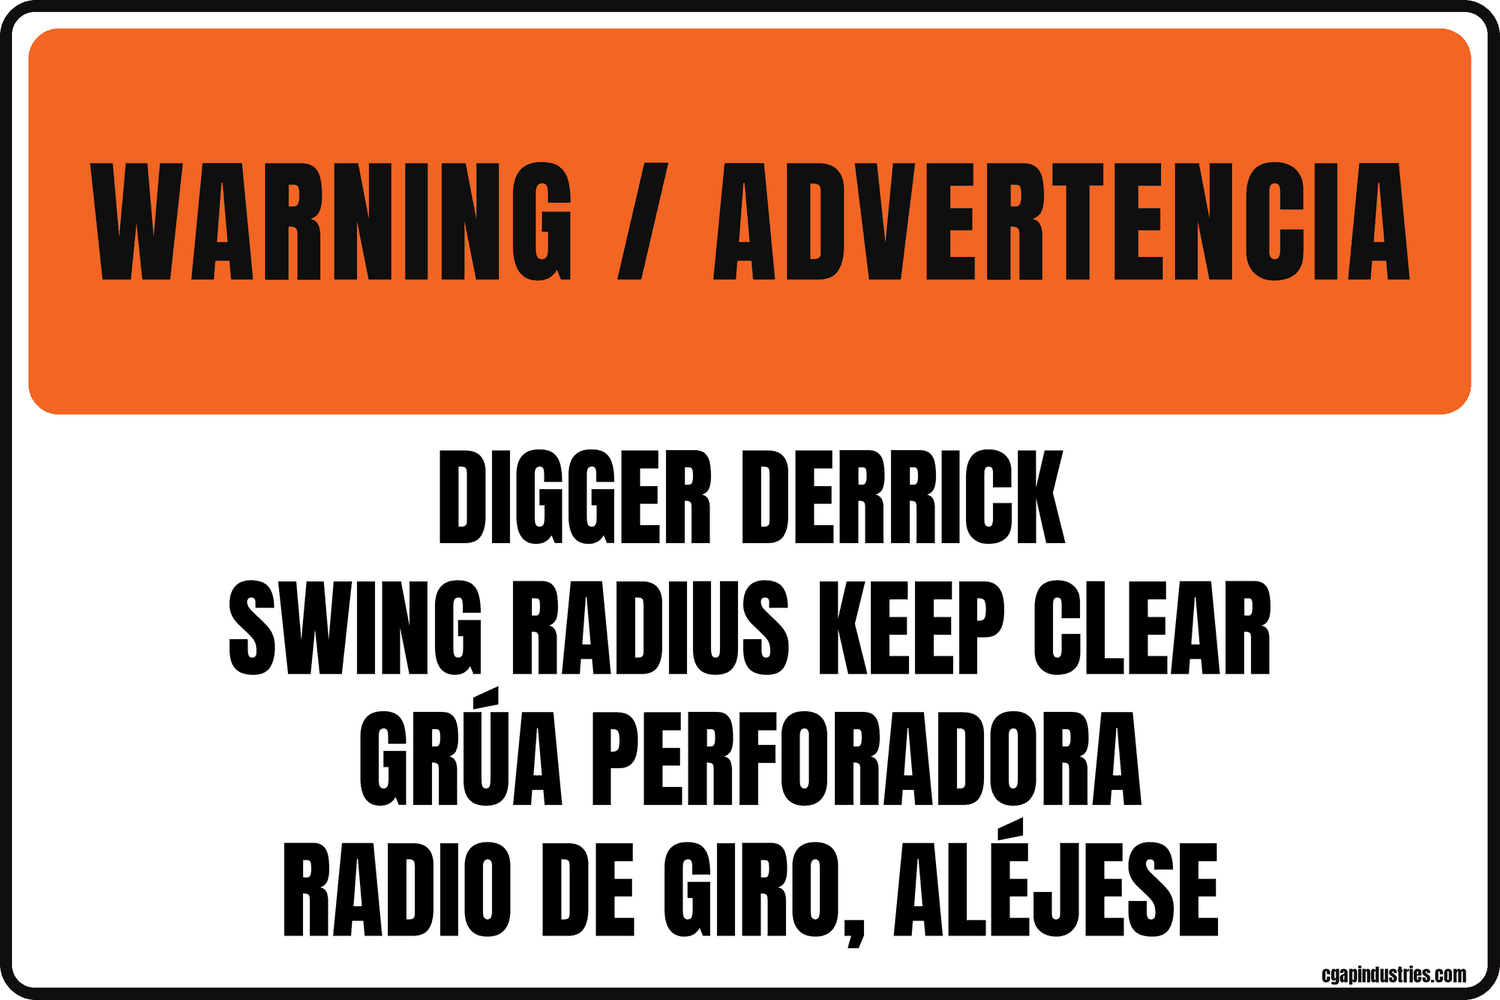 WARNING / ADVERTENCIA
DIGGER DERRICK
SWING RADIUS KEEP CLEAR
GRÚA PERFORADORA
RADIO DE GIRO, ALÉJESE
cgapindustries.com